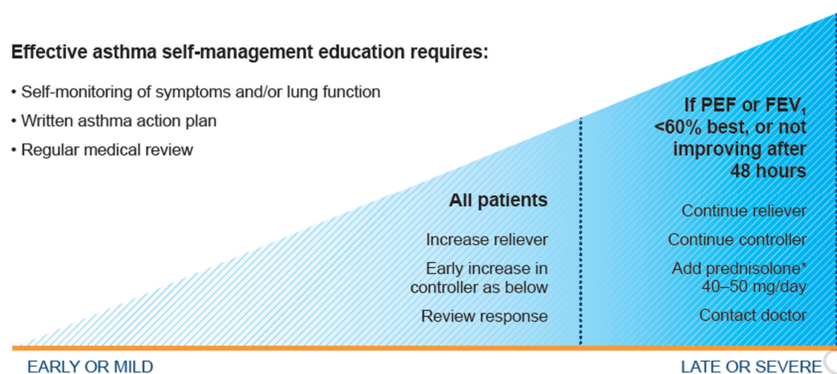 Effective asthma self-management education requires:
• Self-monitoring of symptoms and/or lung function
• Written asthma action plan
• Regular medical review
All patients
Increase reliever
Early increase in
controller as below
Review response
If PEF or FEV₁
<60% best, or not
improving after
48 hours
Continue reliever
Continue controller
Add prednisolone*
40–50 mg/day
Contact doctor
EARLY OR MILD
LATE OR SEVERE